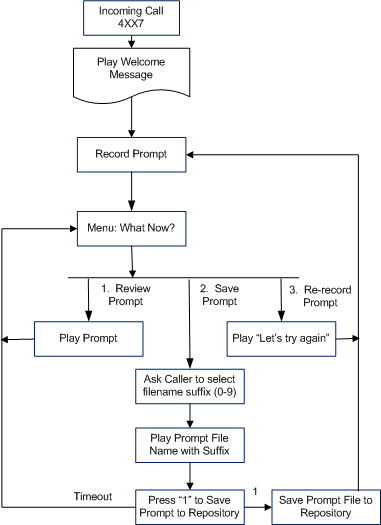 Incoming Call
4XX7
Play Welcome
Message
Record Prompt
Menu: What Now?
1. Review
Prompt
2. Save
Prompt
3. Re-record
Prompt
Play Prompt
Play “Let’s try again”
Ask Caller to select
filename suffix (0-9)
Play Prompt File
Name with Suffix
Timeout
Press “1” to Save
Prompt to Repository
1
Save Prompt File to
Repository